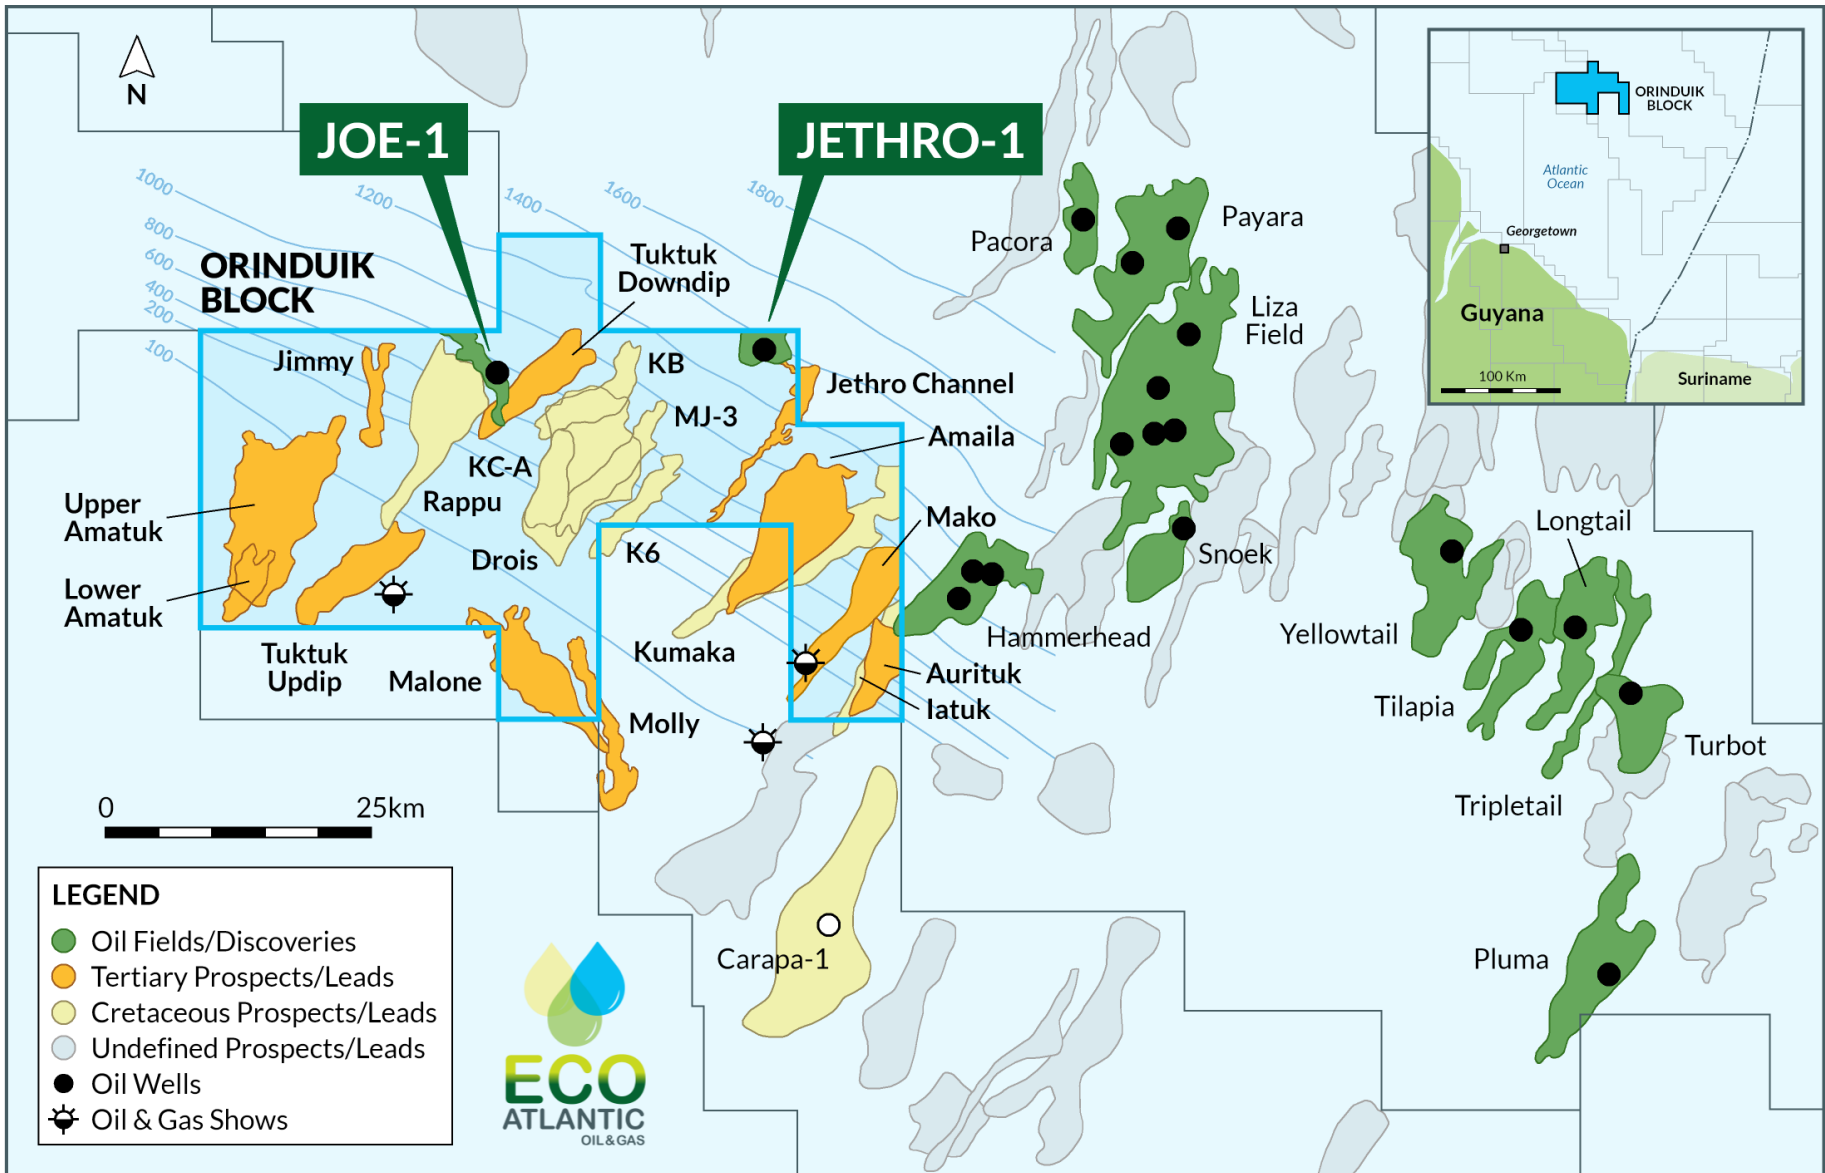 N
JOE-1
JETHRO-1
1000
1200
1400
1600
1800
800
600
400
200
100
ORINDUIK
BLOCK
Tuktuk
Downdip
Jimmy
KB
Jethro Channel
MJ-3
Amaila
KC-A
Rappu
Upper
Amatuk
Mako
Drois
K6
Lower
Amatuk
Tuktuk
Updip
Malone
Kumaka
Hammerhead
Aurituk
Iatuk
Molly
Pacora
Payara
Liza
Field
Snoek
Longtail
Yellowtail
Tilapia
Turbot
Tripletail
Pluma
Carapa-1
0
25km
LEGEND
Oil Fields/Discoveries
Tertiary Prospects/Leads
Cretaceous Prospects/Leads
Undefined Prospects/Leads
Oil Wells
Oil & Gas Shows
ECO
ATLANTIC
OIL&GAS
ORINDUIK
BLOCK
Atlantic
Ocean
Georgetown
Guyana
100 Km
Suriname